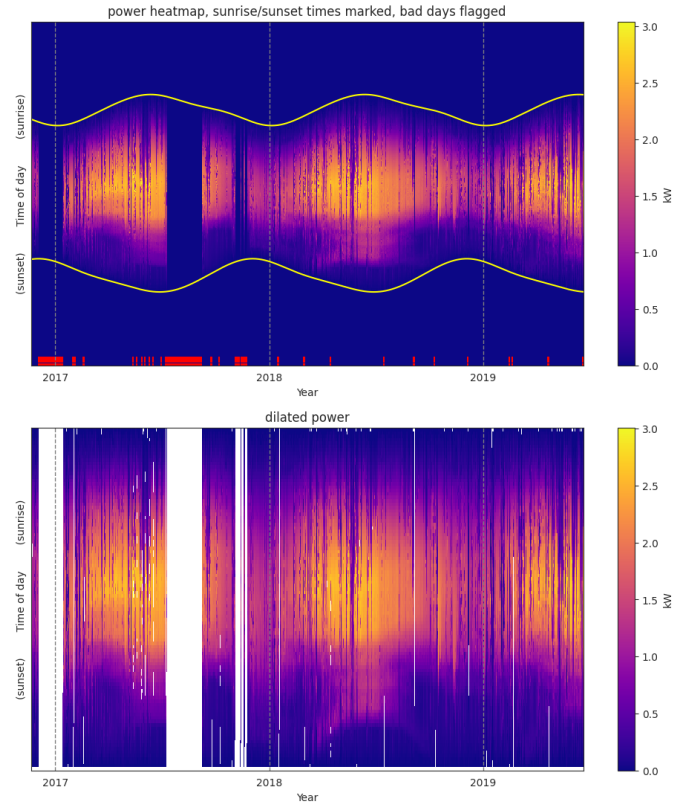 power heatmap, sunrise/sunset times marked, bad days flagged
3.0
2.5
2.0
1.5
1.0
0.5
0.0
kW
(sunrise)
Time of day
(sunset)
2017
2018
2019
Year
dilated power
3.0
2.5
2.0
1.5
1.0
0.5
0.0
kW
(sunrise)
Time of day
(sunset)
2017
2018
2019
Year